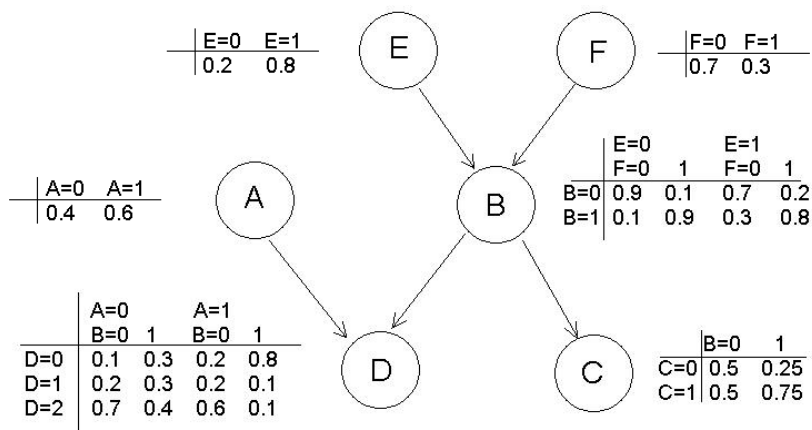 E=0 E=1
0.2 0.8
E
F
F=0 F=1
0.7 0.3
A=0 A=1
0.4 0.6
A
B
E=0 E=1
F=0 1 F=0 1
B=0 0.9 0.1 0.7 0.2
B=1 0.1 0.9 0.3 0.8
A=0 A=1
B=0 1 B=0 1
D=0 0.1 0.3 0.2 0.8
D=1 0.2 0.3 0.2 0.1
D=2 0.7 0.4 0.6 0.1
D
C
B=0 1
C=0 0.5 0.25
C=1 0.5 0.75